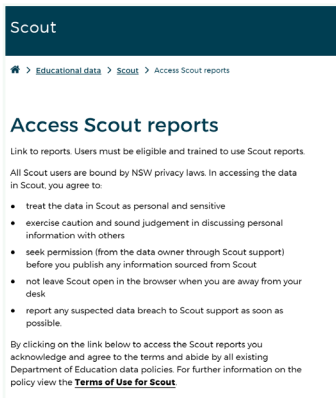 Scout
> Educational data > Scout > Access Scout reports
Access Scout reports
Link to reports. Users must be eligible and trained to use Scout reports.
All Scout users are bound by NSW privacy laws. In accessing the data
in Scout, you agree to:
• treat the data in Scout as personal and sensitive
• exercise caution and sound judgement in discussing personal
information with others
• seek permission (from the data owner through Scout support)
before you publish any information sourced from Scout
• not leave Scout open in the browser when you are away from your
desk
• report any suspected data breach to Scout support as soon as
possible.
By clicking on the link below to access the Scout reports you
acknowledge and agree to the terms and abide by all existing
Department of Education data policies. For further information on the
policy view the Terms of Use for Scout.